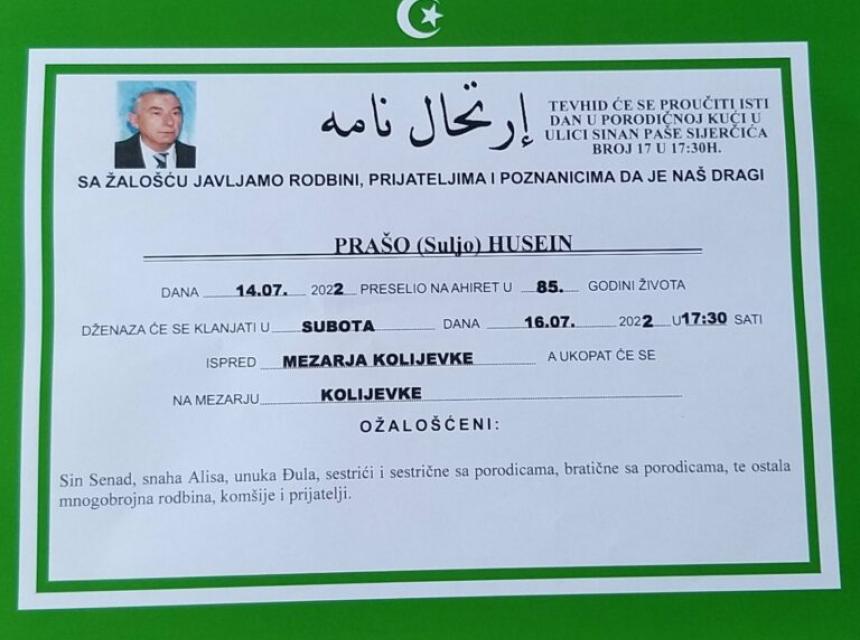 إرتحال نامه
TEVHID ĆE SE PROUČITI ISTI
DAN U PORODIČNOJ KUĆI U
ULICI SINAN PAŠE SIJERČIĆA
BROJ 17 U 17:30H.
SA ŽALOŠĆU JAVLJAMO RODBINI, PRIJATELJIMA I POZNANICIMA DA JE NAŠ DRAGI
PRAŠO (Suljo) HUSEIN
DANA 14.07. 2022 PRESELIO NA AHIRET U 85. GODINI ŽIVOTA
DŽENAZA ĆE SE KLANJATI U SUBOTA DANA 16.07. 2022 U 17:30 SATI
ISPRED MEZARJA KOLIJEVKE A UKOPAT ĆE SE
NA MEZARJU KOLIJEVKE
OŽALOŠĆENI:
Sin Senad, snaha Alisa, unuka Đula, sestrići i sestrične sa porodicama, bratične sa porodicama, te ostala
mnogobrojna rodbina, komšije i prijatelji.